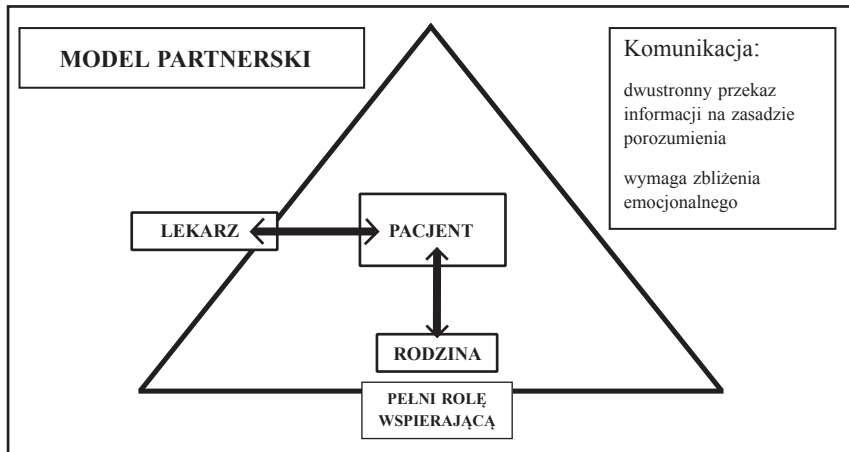 MODEL PARTNERSKI
Komunikacja:
dwustronny przekaz
informacji na zasadzie
porozumienia
wymaga zbliżenia
emocjonalnego
LEKARZ
PACJENT
RODZINA
PEŁNI ROLĘ
WSPIERAJĄCĄ